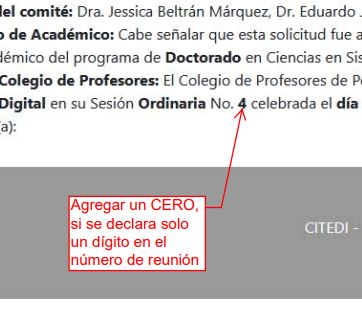 del comité: Dra. Jessica Beltrán Márquez, Dr. Eduardo
o de Académico: Cabe señalar que esta solicitud fue a
démico del programa de Doctorado en Ciencias en Sis
Colegio de Profesores: El Colegio de Profesores de P
Digital en su Sesión Ordinaria No. 4 celebrada el día
(a):
Agregar un CERO,
si se declara solo
un dígito en el
número de reunión
CITEDI -